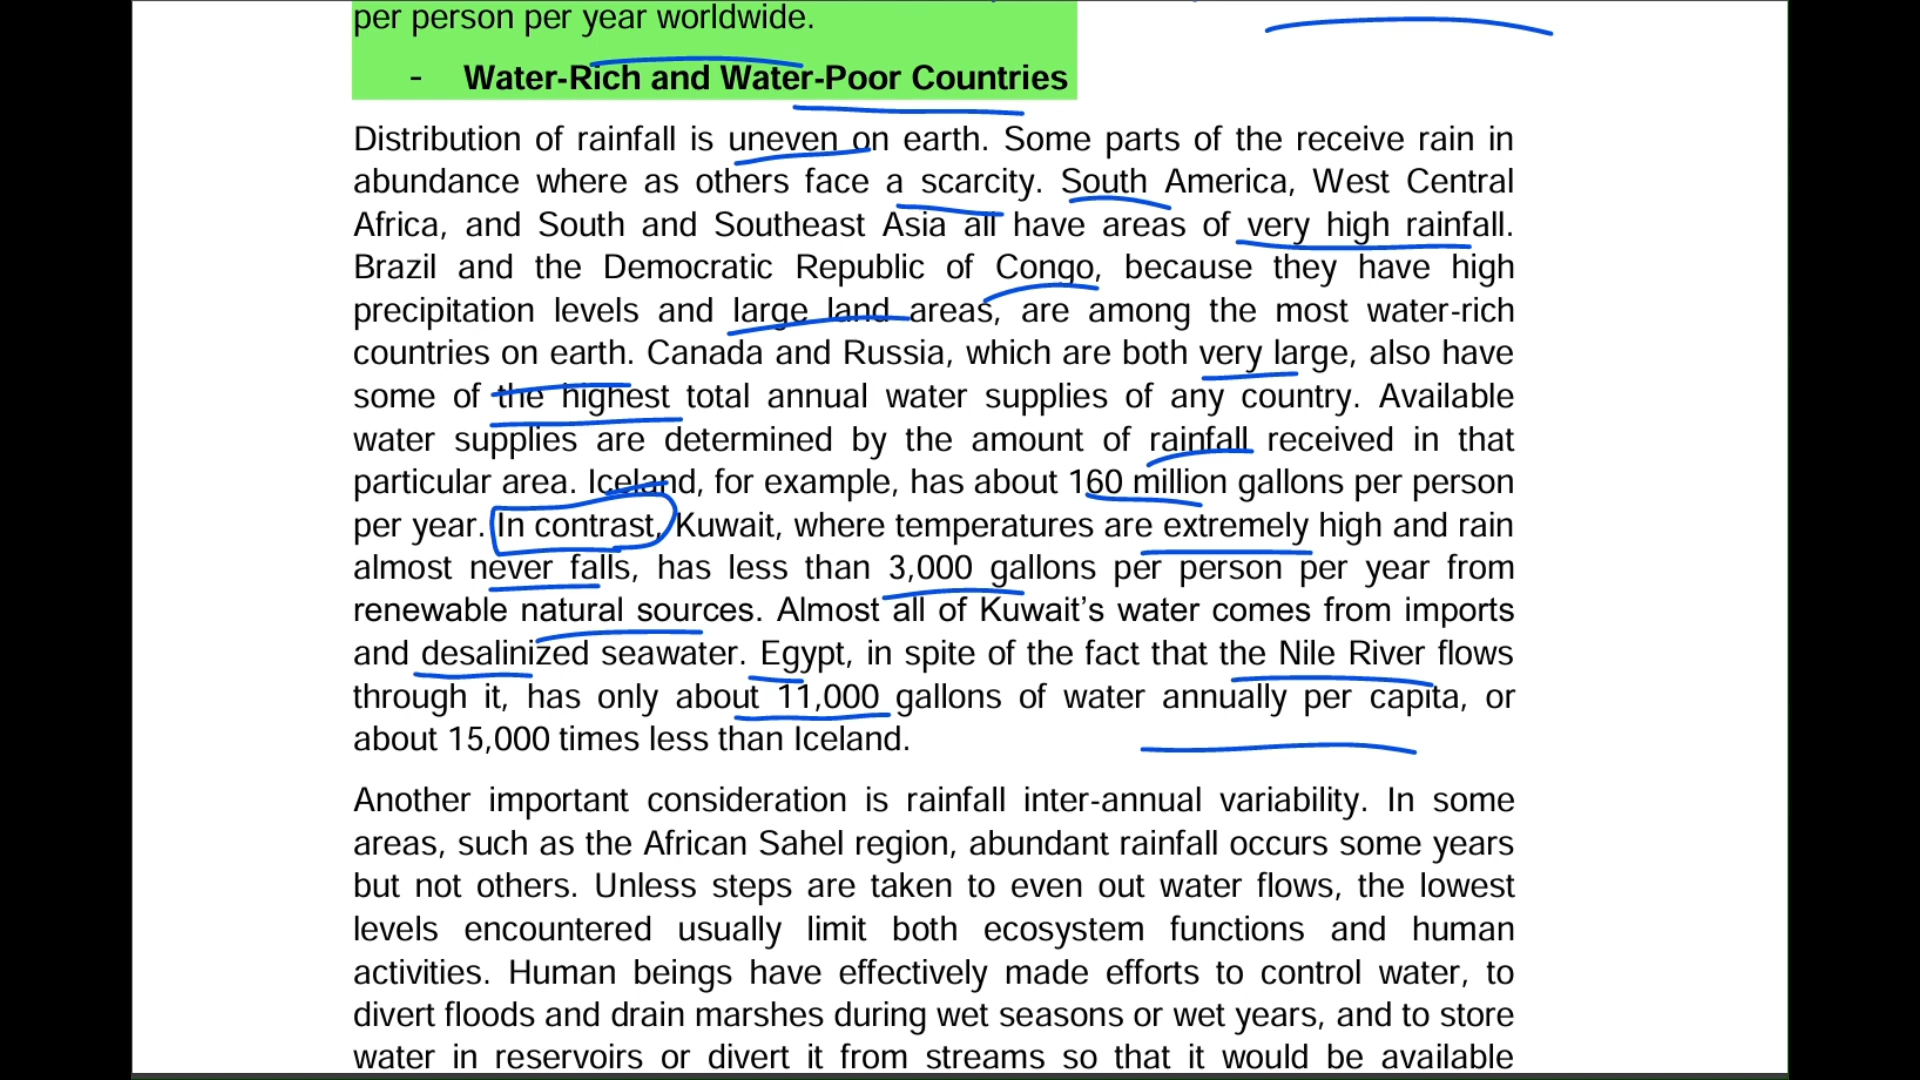 per person per year worldwide.
- Water-Rich and Water-Poor Countries
Distribution of rainfall is uneven on earth. Some parts of the receive rain in
abundance where as others face a scarcity. South America, West Central
Africa, and South and Southeast Asia all have areas of very high rainfall.
Brazil and the Democratic Republic of Congo, because they have high
precipitation levels and large land areas, are among the most water-rich
countries on earth. Canada and Russia, which are both very large, also have
some of the highest total annual water supplies of any country. Available
water supplies are determined by the amount of rainfall received in that
particular area. Iceland, for example, has about 160 million gallons per person
per year. In contrast, Kuwait, where temperatures are extremely high and rain
almost never falls, has less than 3,000 gallons per person per year from
renewable natural sources. Almost all of Kuwait’s water comes from imports
and desalinized seawater. Egypt, in spite of the fact that the Nile River flows
through it, has only about 11,000 gallons of water annually per capita, or
about 15,000 times less than Iceland.
Another important consideration is rainfall inter-annual variability. In some
areas, such as the African Sahel region, abundant rainfall occurs some years
but not others. Unless steps are taken to even out water flows, the lowest
levels encountered usually limit both ecosystem functions and human
activities. Human beings have effectively made efforts to control water, to
divert floods and drain marshes during wet seasons or wet years, and to store
water in reservoirs or divert it from streams so that it would be available